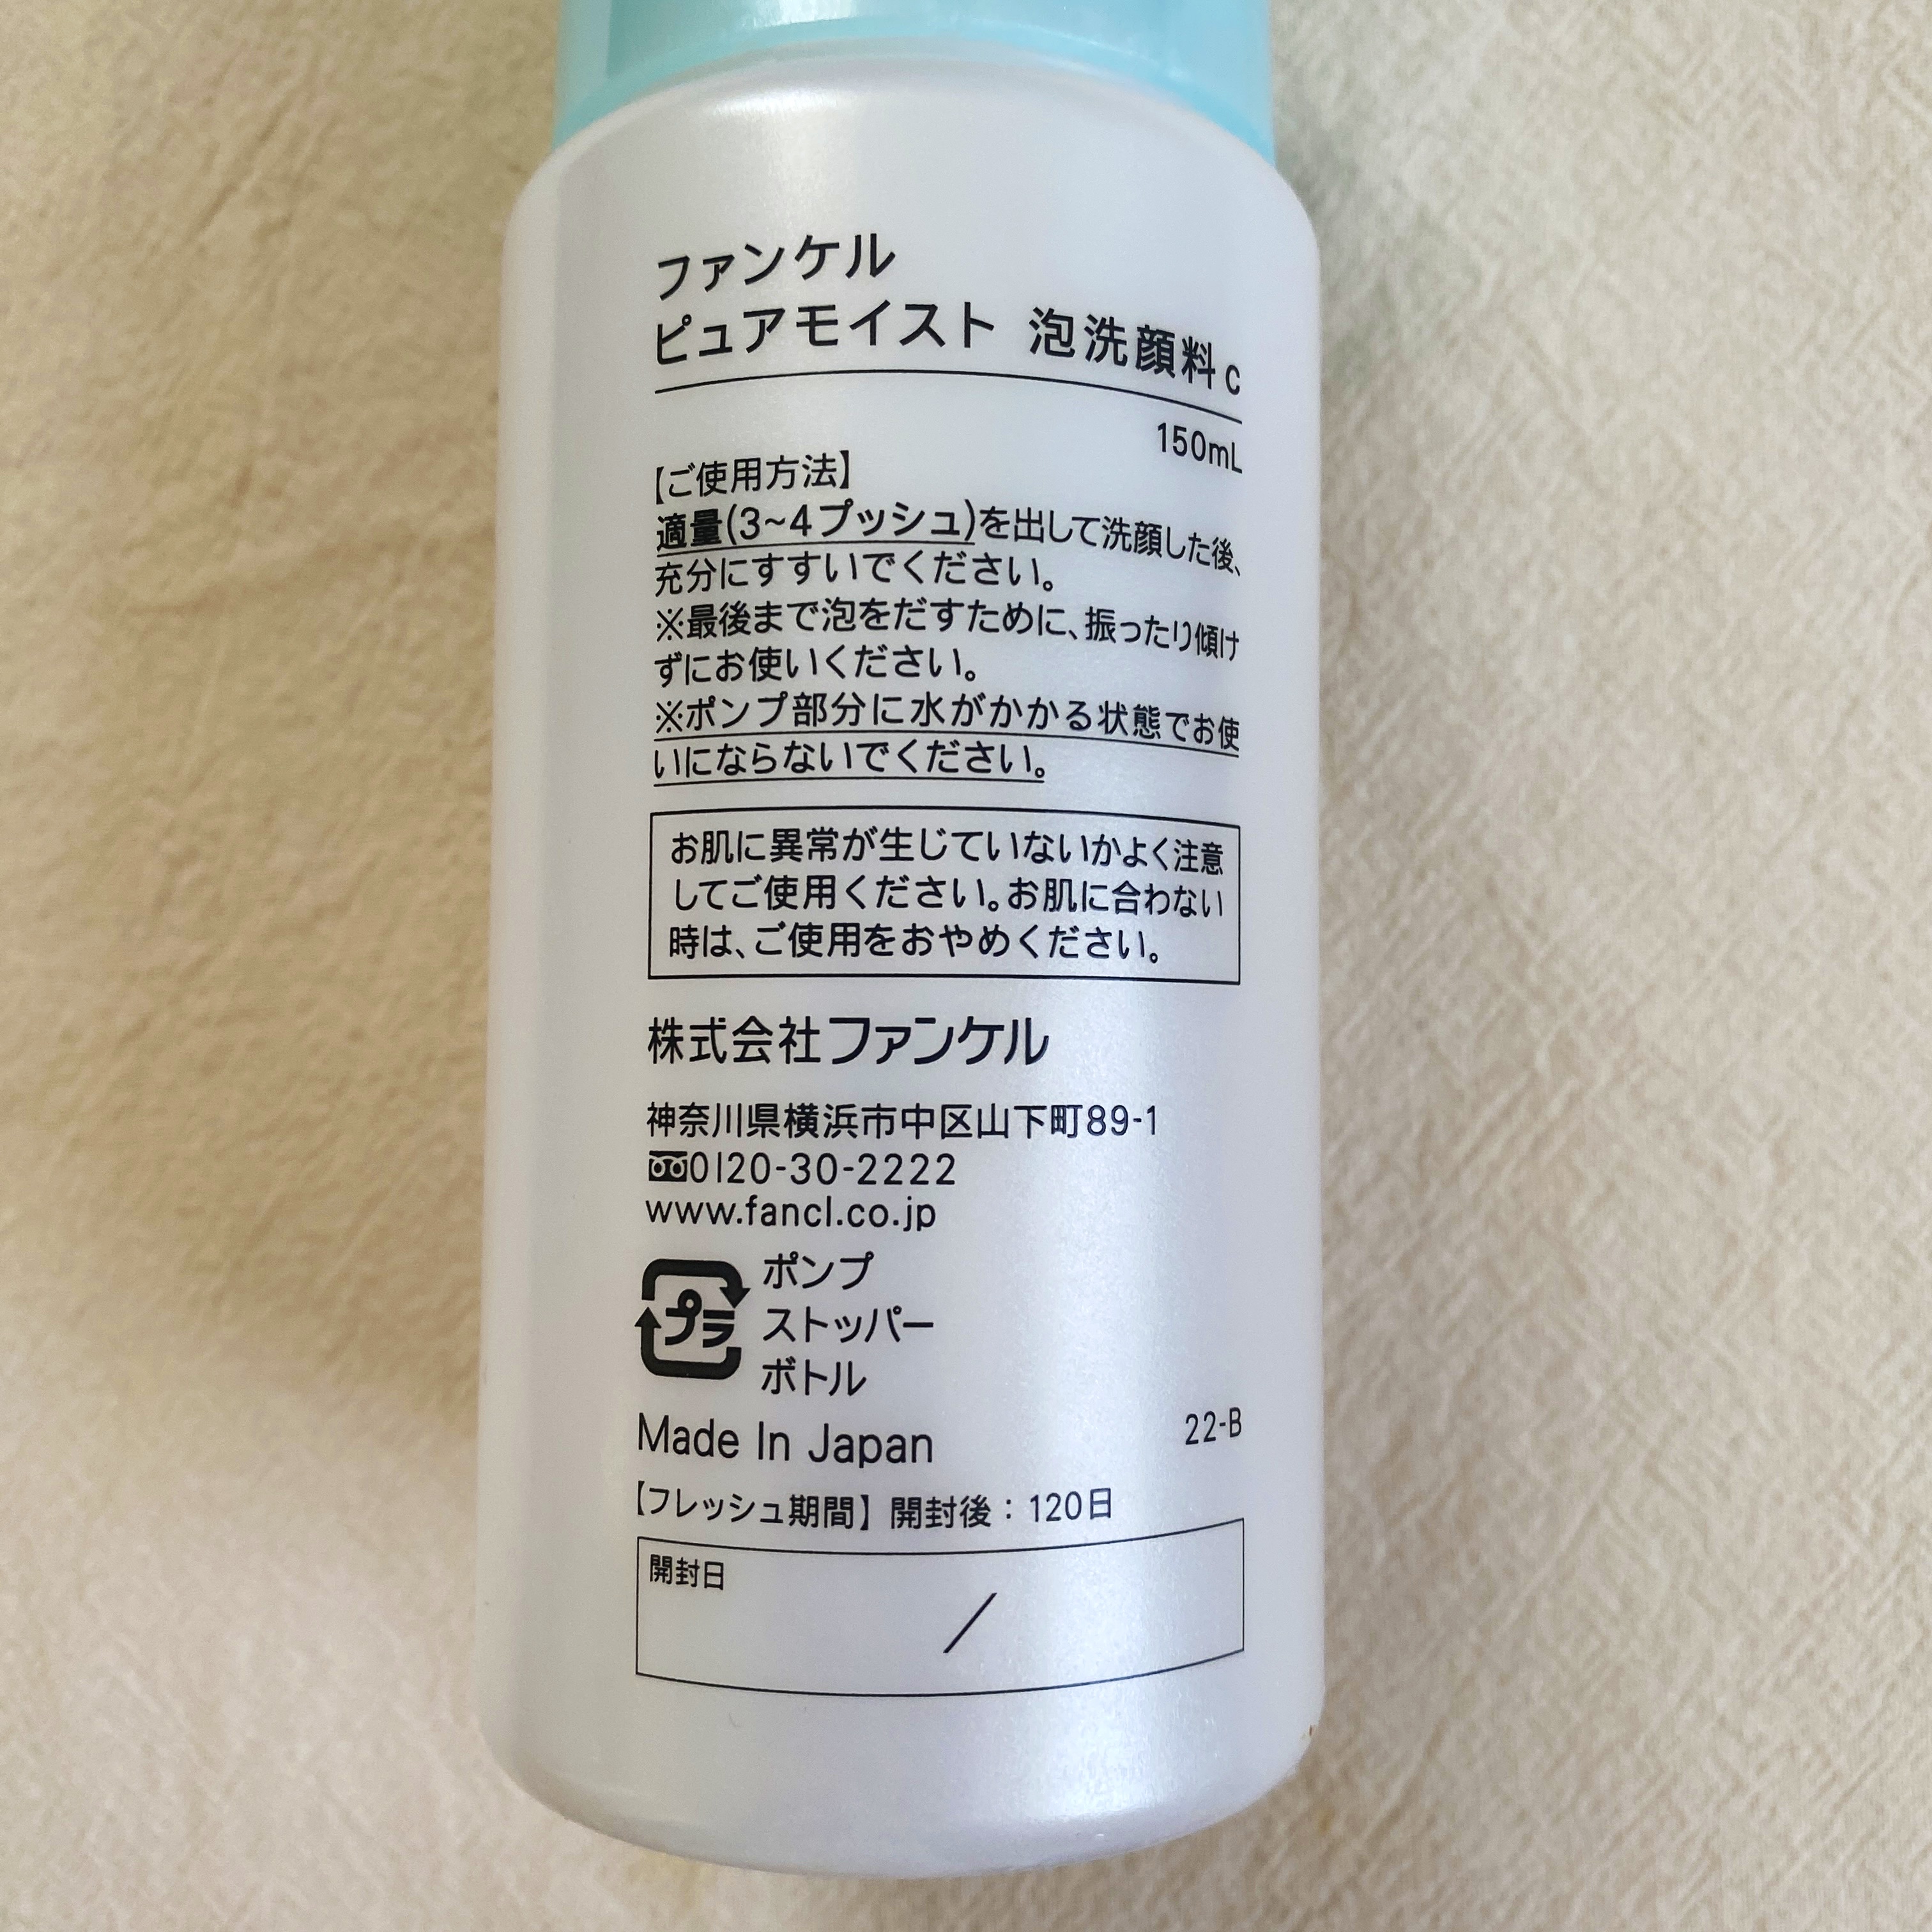 ファンケル
ピュアモイスト 泡洗顔料c
150mL
【ご使用方法】
適量(3~4プッシュ)を出して洗顔した後、
充分にすすいでください。
※最後まで泡をだすために、振ったり傾け
ずにお使いください。
※ポンプ部分に水がかかる状態でお使
いにならないでください。
お肌に異常が生じていないかよく注意
してご使用ください。お肌に合わない
時は、ご使用をおやめください。
株式会社ファンケル
神奈川県横浜市中区山下町89-1
0120-30-2222
www.fancl.co.jp
プラ
ポンプ
ストッパー
ボトル
Made In Japan 22-B
【フレッシュ期間】開封後：120日
開封日
/